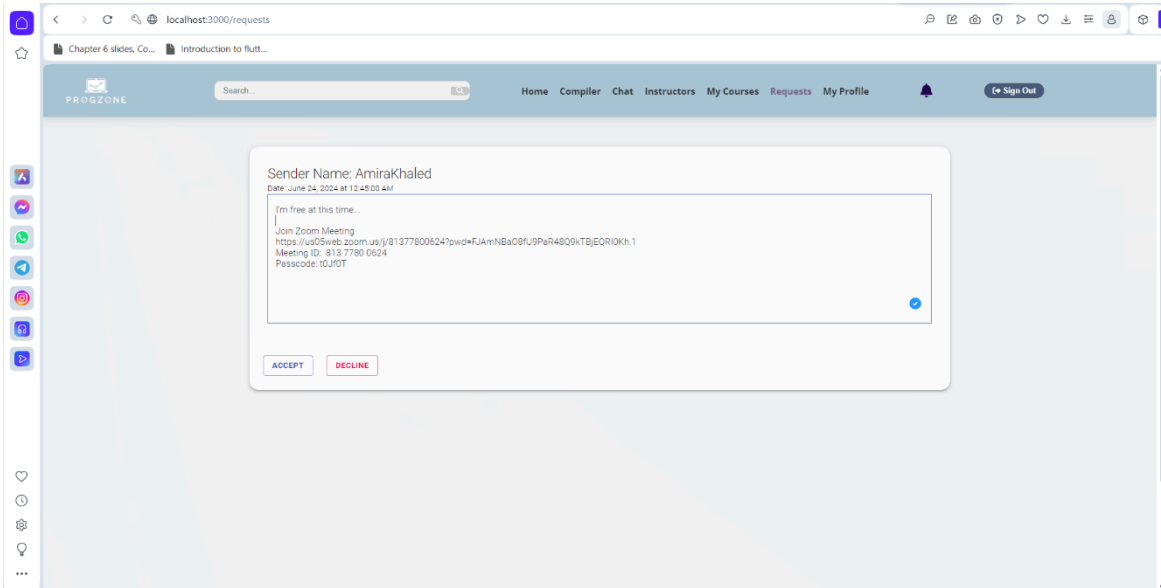 localhost:3000/requests
Chapter 6 slides, Co... Introduction to flutt...
PROGZONE
Search...
Home Compiler Chat Instructors My Courses Requests My Profile
Sign Out
Sender Name: AmiraKhaled
Date: June 24, 2024 at 12:45:00 AM
I'm free at this time...
Join Zoom Meeting
https://us05web.zoom.us/j/81377800624?pwd=FJAmNBaO8fU9PaR48Q9kTBjEQRI0Kh.1
Meeting ID: 813 7780 0624
Passcode: t0Jf0T
ACCEPT DECLINE